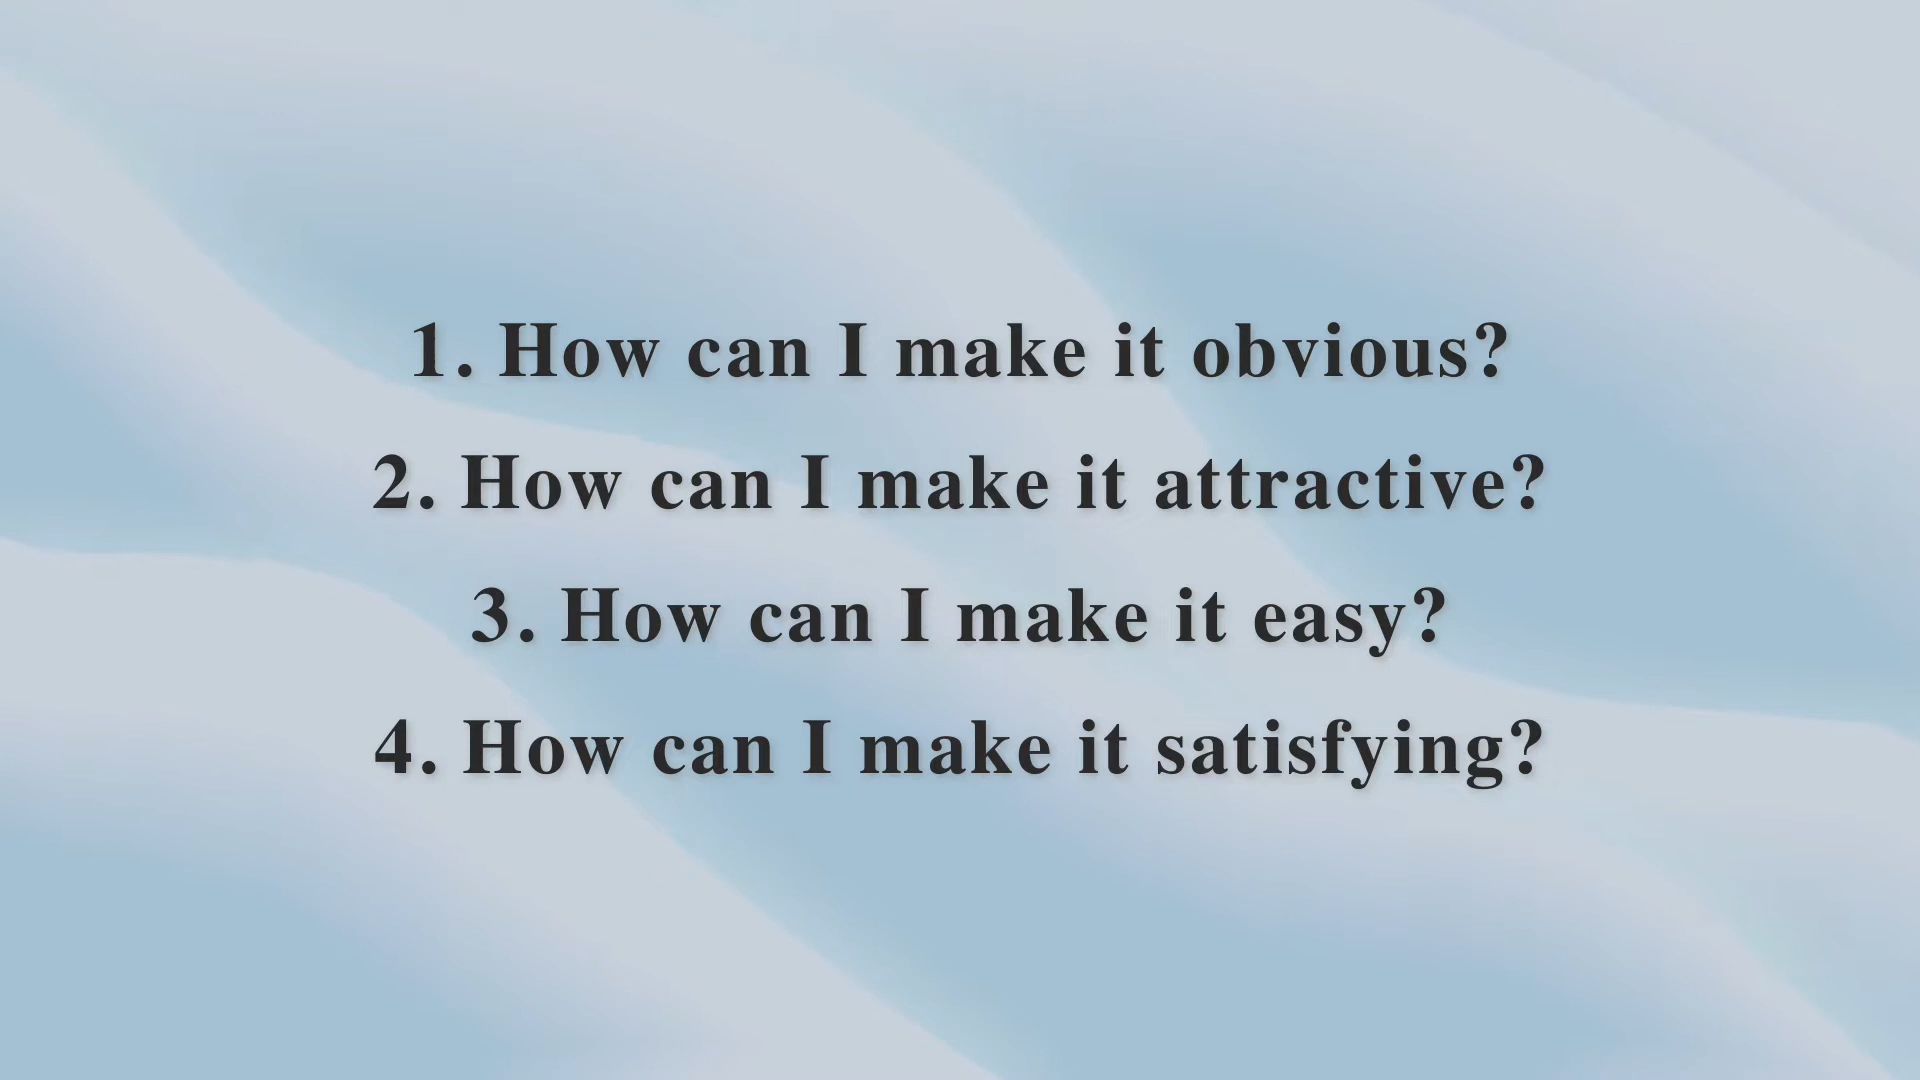 1. How can I make it obvious?
2. How can I make it attractive?
3. How can I make it easy?
4. How can I make it satisfying?